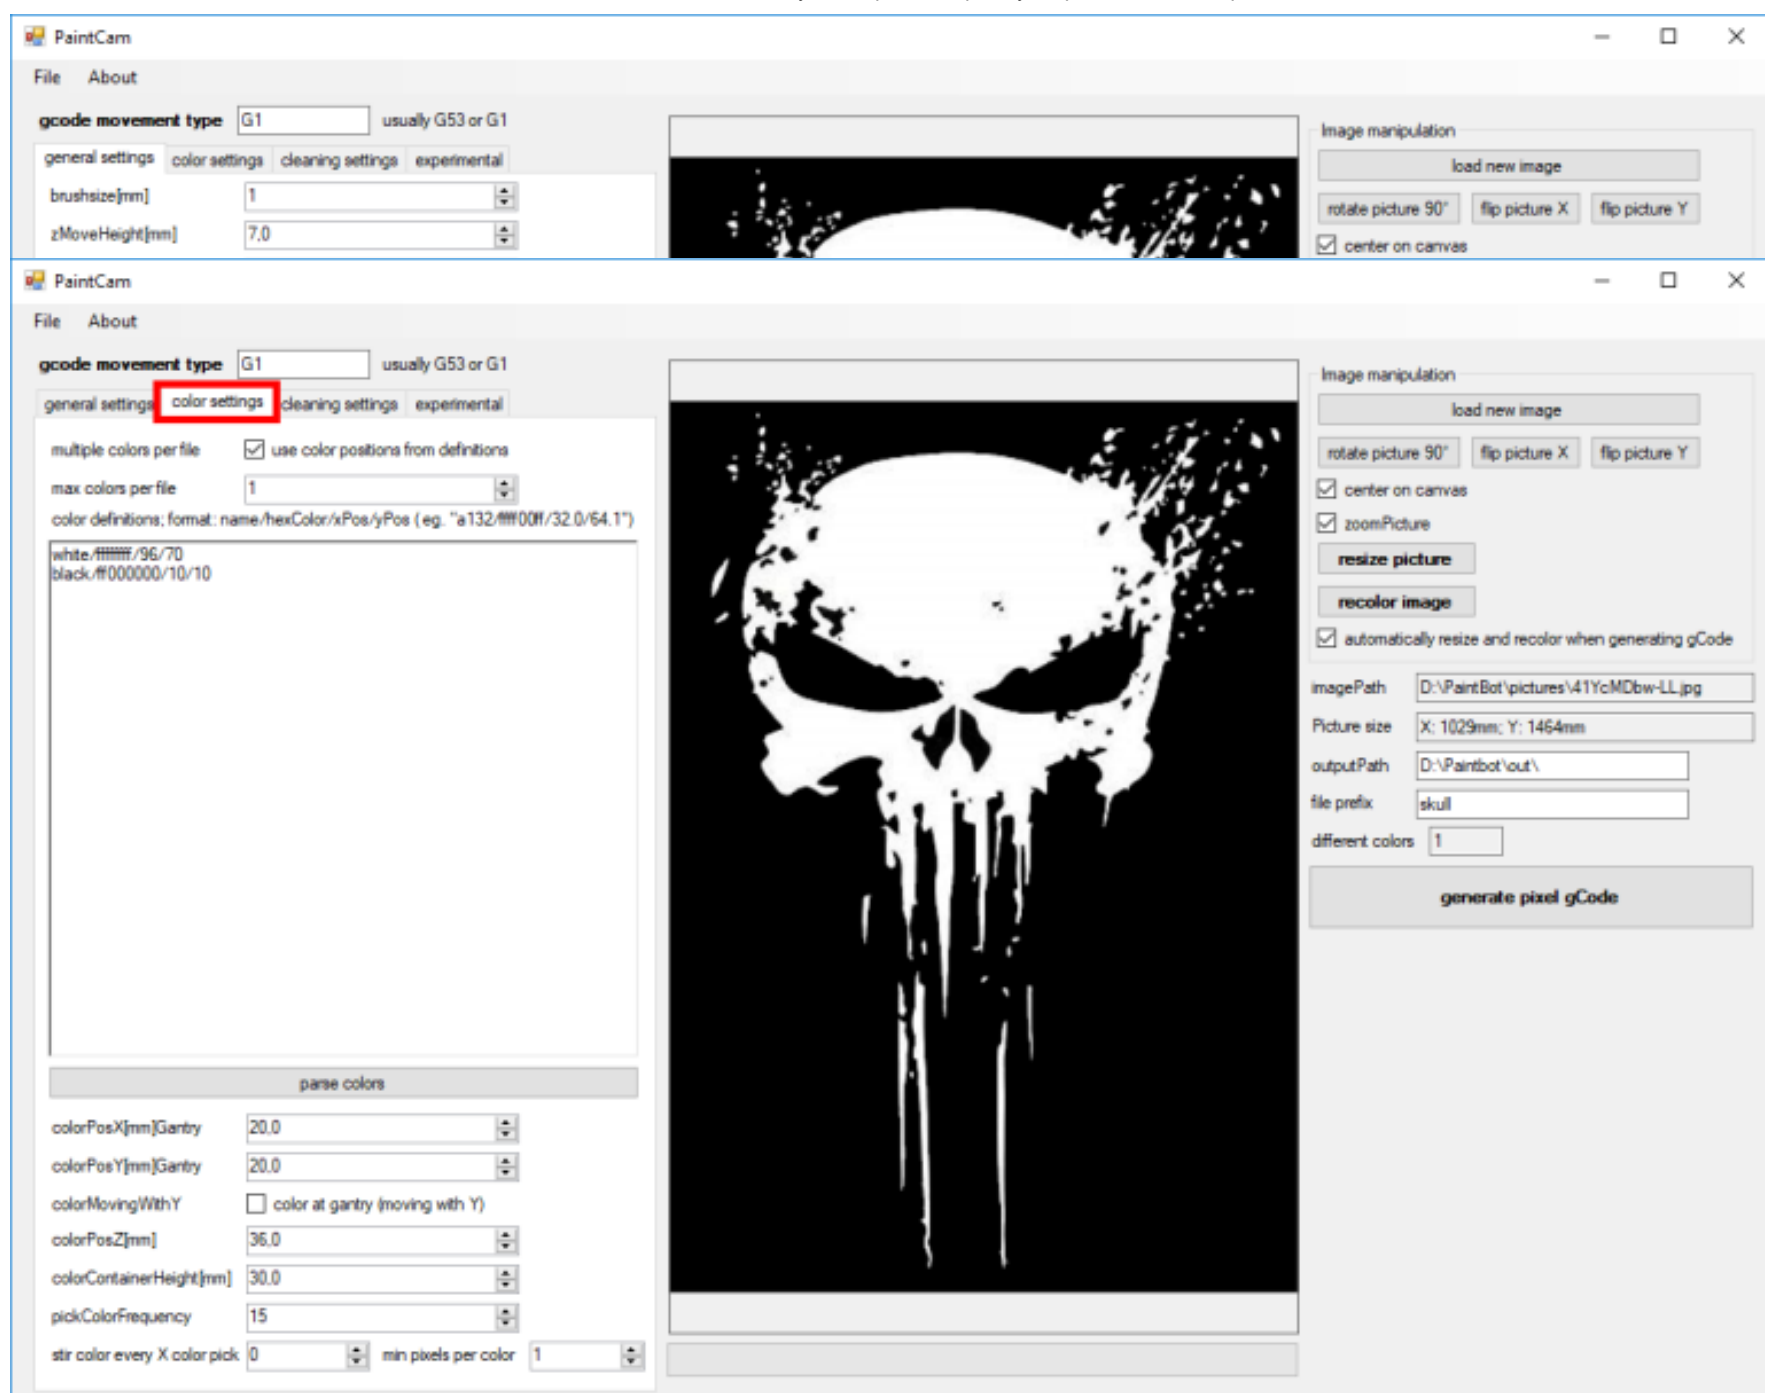 PaintCam
File About
gcode movement type G1 usually G53 or G1
general settings color settings cleaning settings experimental
brushsize[mm] 1
zMoveHeight[mm] 7,0
Image manipulation
load new image
rotate picture 90° flip picture X flip picture Y
center on canvas
PaintCam
File About
gcode movement type G1 usually G53 or G1
general settings color settings cleaning settings experimental
multiple colors per file use color positions from definitions
max colors per file 1
color definitions; format: name/hexColor/xPos/yPos ( eg. "a132/ffff00ff/32.0/64.1")
white/ffffffff/96/70
black/ff000000/10/10
parse colors
colorPosX[mm]Gantry 20,0
colorPosY[mm]Gantry 20,0
colorMovingWithY color at gantry (moving with Y)
colorPosZ[mm] 36,0
colorContainerHeight[mm] 30,0
pickColorFrequency 15
stir color every X color pick 0 min pixels per color 1
Image manipulation
load new image
rotate picture 90° flip picture X flip picture Y
center on canvas
zoomPicture
resize picture
recolor image
automatically resize and recolor when generating gCode
imagePath D:\PaintBot\pictures\41YcMDbw-LL.jpg
Picture size X: 1029mm; Y: 1464mm
outputPath D:\Paintbot\out\
file prefix skull
different colors 1
generate pixel gCode